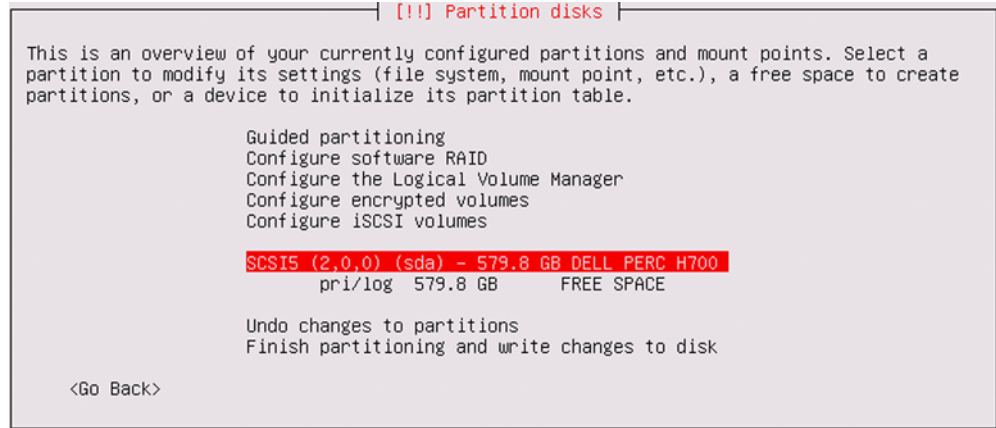 [!!] Partition disks
This is an overview of your currently configured partitions and mount points. Select a
partition to modify its settings (file system, mount point, etc.), a free space to create
partitions, or a device to initialize its partition table.
Guided partitioning
Configure software RAID
Configure the Logical Volume Manager
Configure encrypted volumes
Configure iSCSI volumes
SCSI5 (2,0,0) (sda) - 579.8 GB DELL PERC H700
pri/log 579.8 GB FREE SPACE
Undo changes to partitions
Finish partitioning and write changes to disk
<Go Back>